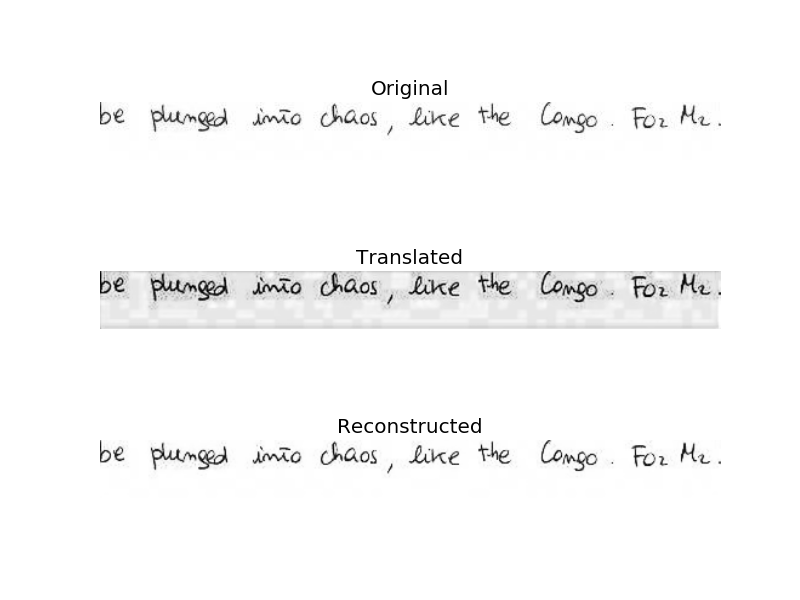 Original
be plunged into chaos, like the Congo. For Mr.
Translated
be plunged into chaos, like the Congo. For Mr.
Reconstructed
be plunged into chaos, like the Congo. For Mr.